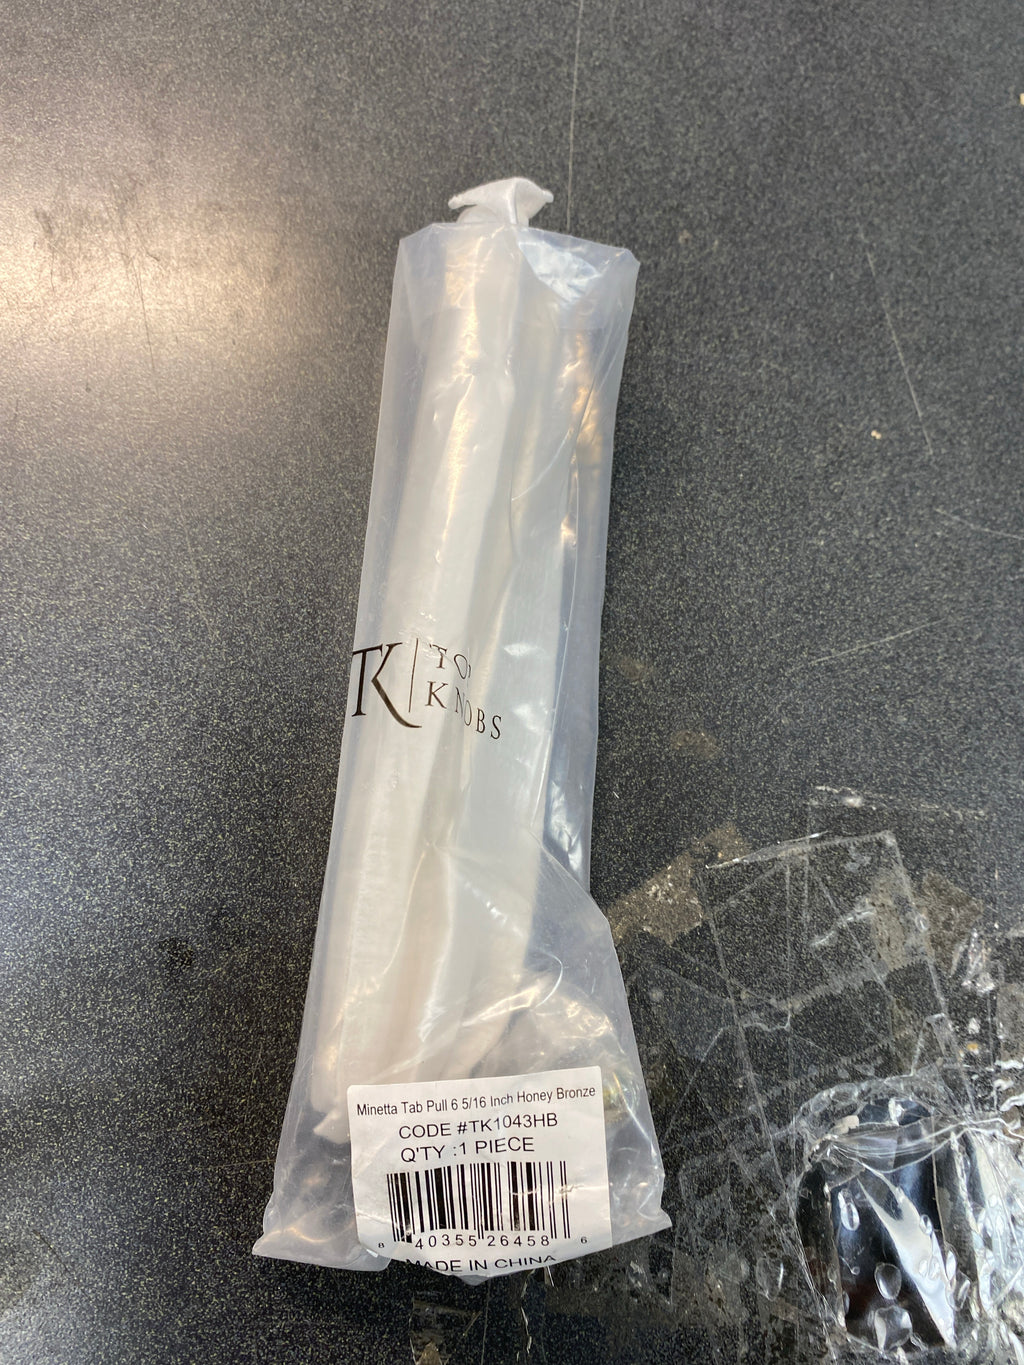 TK
TO
KNOBS
Minetta Tab Pull 6 5/16 Inch Honey Bronze
CODE #TK1043HB
Q'TY :1 PIECE
8 40355 26458 6
MADE IN CHINA